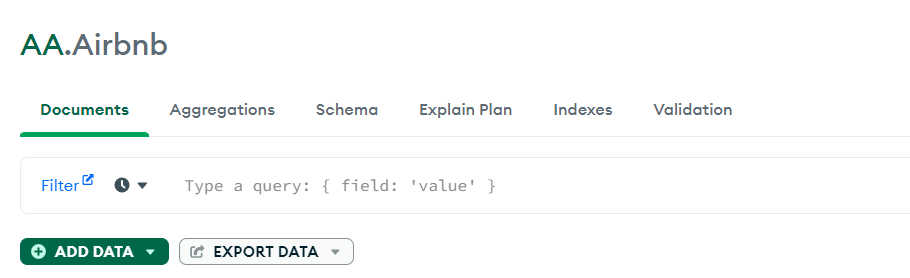 AA.Airbnb
Documents Aggregations Schema Explain Plan Indexes Validation
Filter Type a query: { field: 'value' }
ADD DATA EXPORT DATA